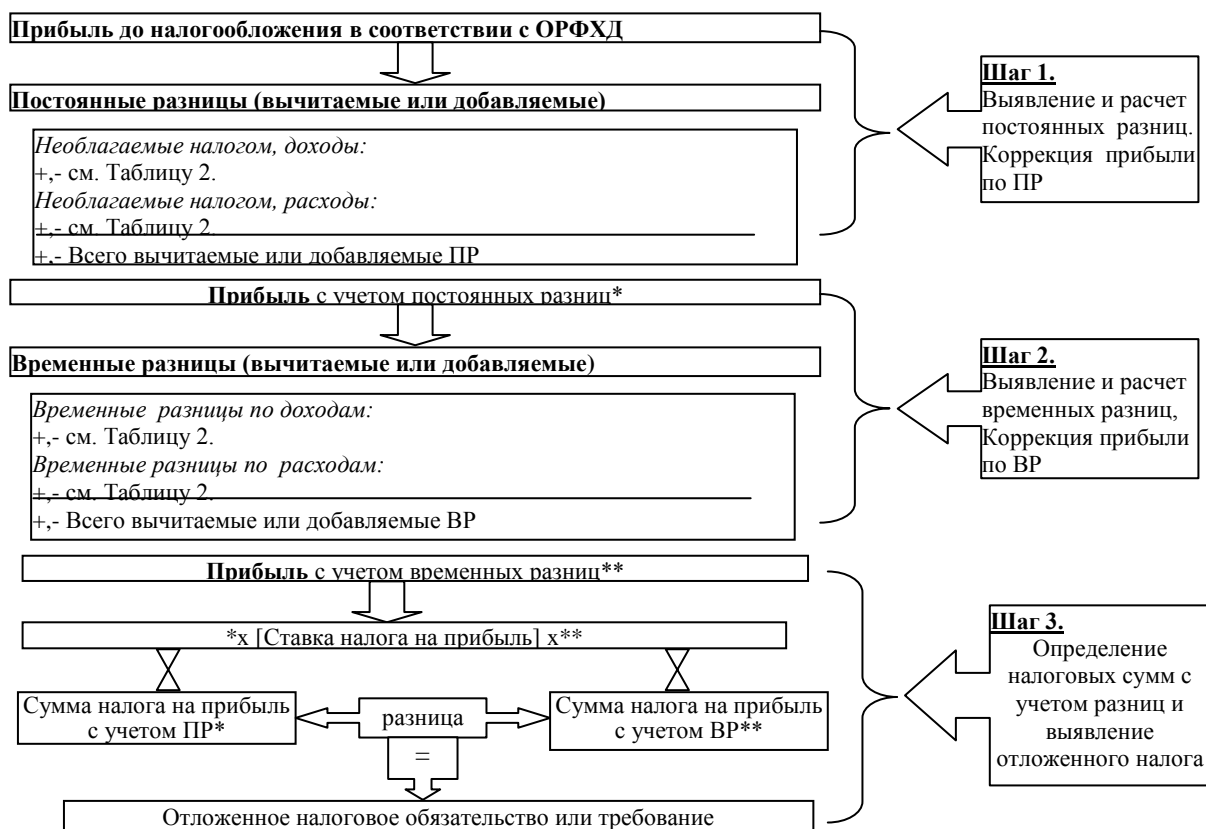 Прибыль до налогообложения в соответствии с ОРФХД
Постоянные разницы (вычитаемые или добавляемые)
Необлагаемые налогом, доходы:
+,- см. Таблицу 2.
Необлагаемые налогом, расходы:
+,- см. Таблицу 2.
+,- Всего вычитаемые или добавляемые ПР
Шаг 1.
Выявление и расчет
постоянных разниц.
Коррекция прибыли
по ПР
Прибыль с учетом постоянных разниц*
Временные разницы (вычитаемые или добавляемые)
Временные разницы по доходам:
+,- см. Таблицу 2.
Временные разницы по расходам:
+,- см. Таблицу 2.
+,- Всего вычитаемые или добавляемые ВР
Шаг 2.
Выявление и расчет
временных разниц,
Коррекция прибыли
по ВР
Прибыль с учетом временных разниц**
*х [Ставка налога на прибыль] х**
Сумма налога на прибыль
с учетом ПР*
разница
=
Сумма налога на прибыль
с учетом ВР**
Отложенное налоговое обязательство или требование
Шаг 3.
Определение
налоговых сумм с
учетом разниц и
выявление
отложенного налога